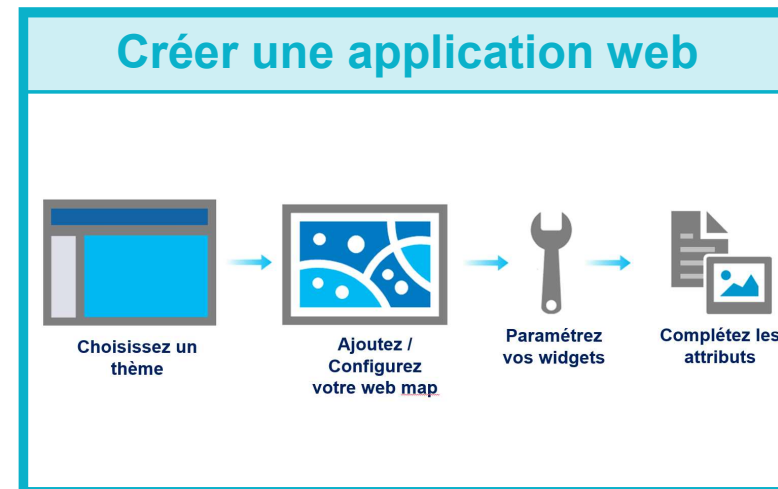 Créer une application web
Choisissez un
thème
Ajoutez /
Configurez
votre web map
Paramétrez
vos widgets
Complétez les
attributs